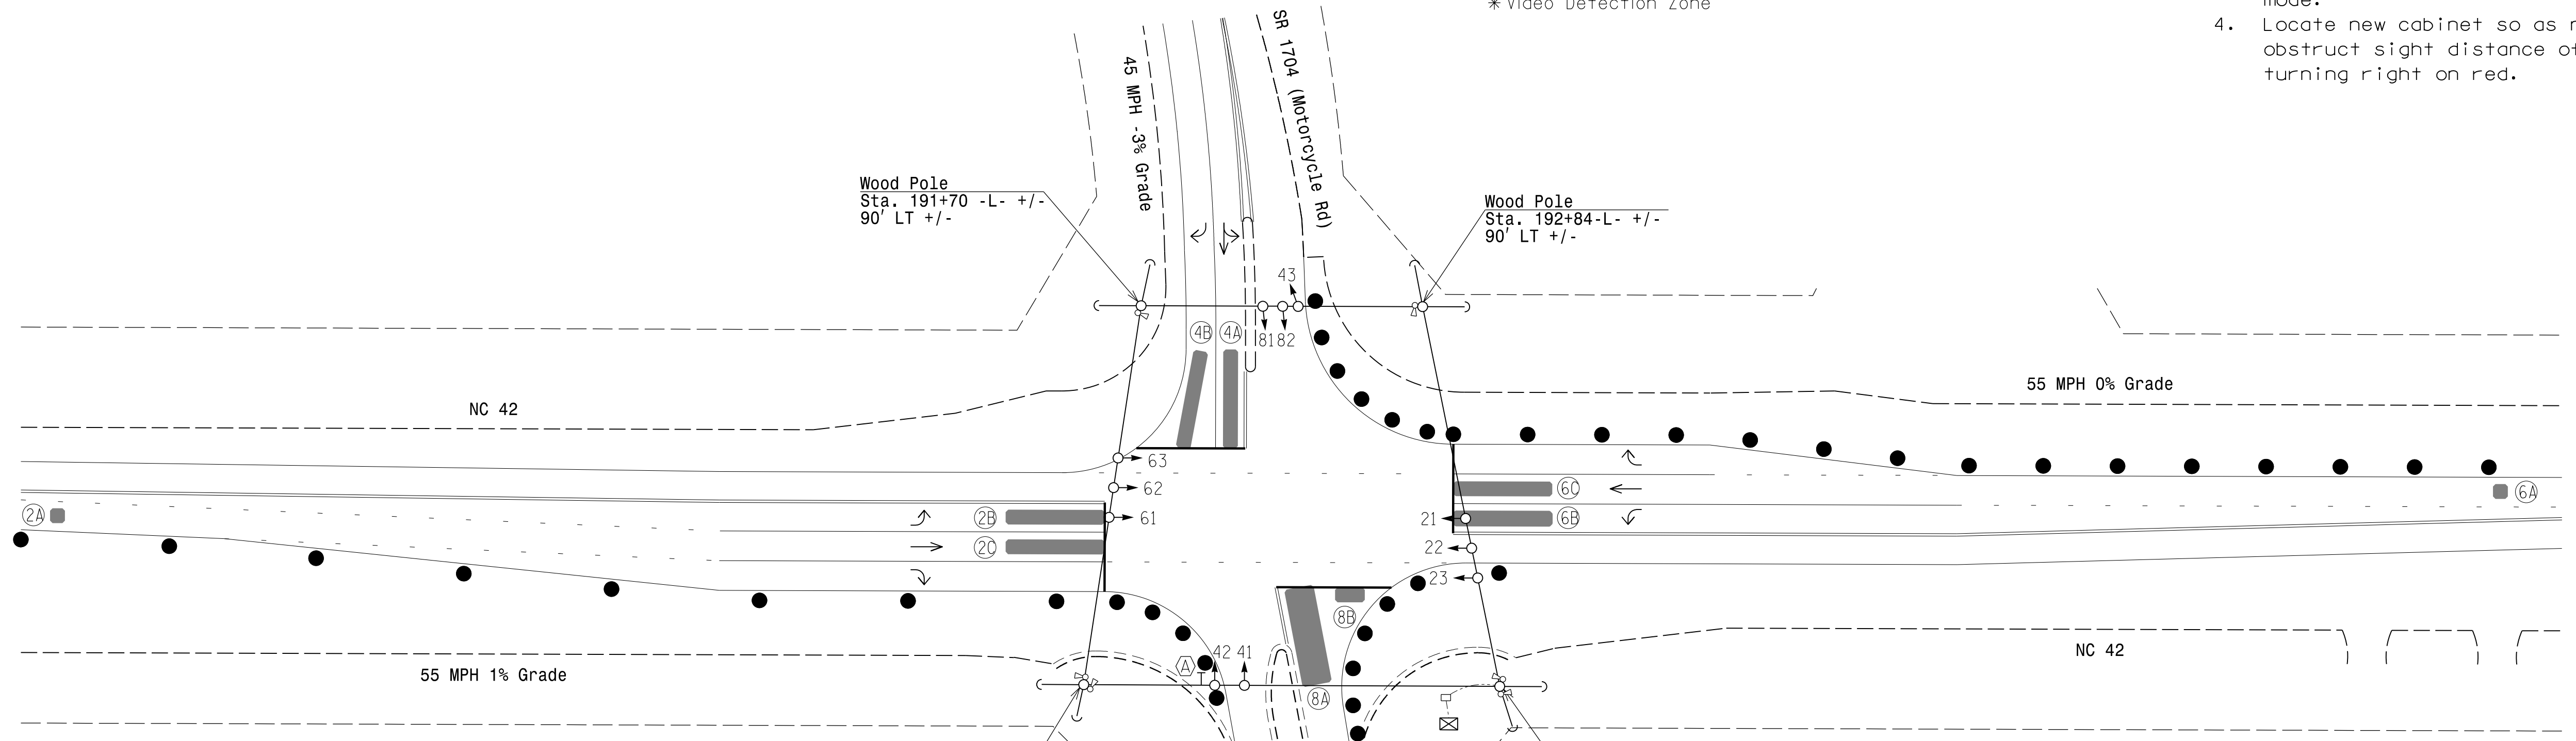 * Video Detection Zone
mode.
4. Locate new cabinet so as
obstruct sight distance
turning right on red.
45 MPH -3% Grade
SR 1704 (Motorcycle Rd)
Wood Pole
Sta. 191+70 -L- +/-
90' LT +/-
Wood Pole
Sta. 192+84-L- +/-
90' LT +/-
43
4B
4A
81
82
55 MPH 0% Grade
NC 42
63
62
61
2A
2B
2C
21
22
23
6C
6B
6A
8B
8A
A
42
41
NC 42
55 MPH 1% Grade